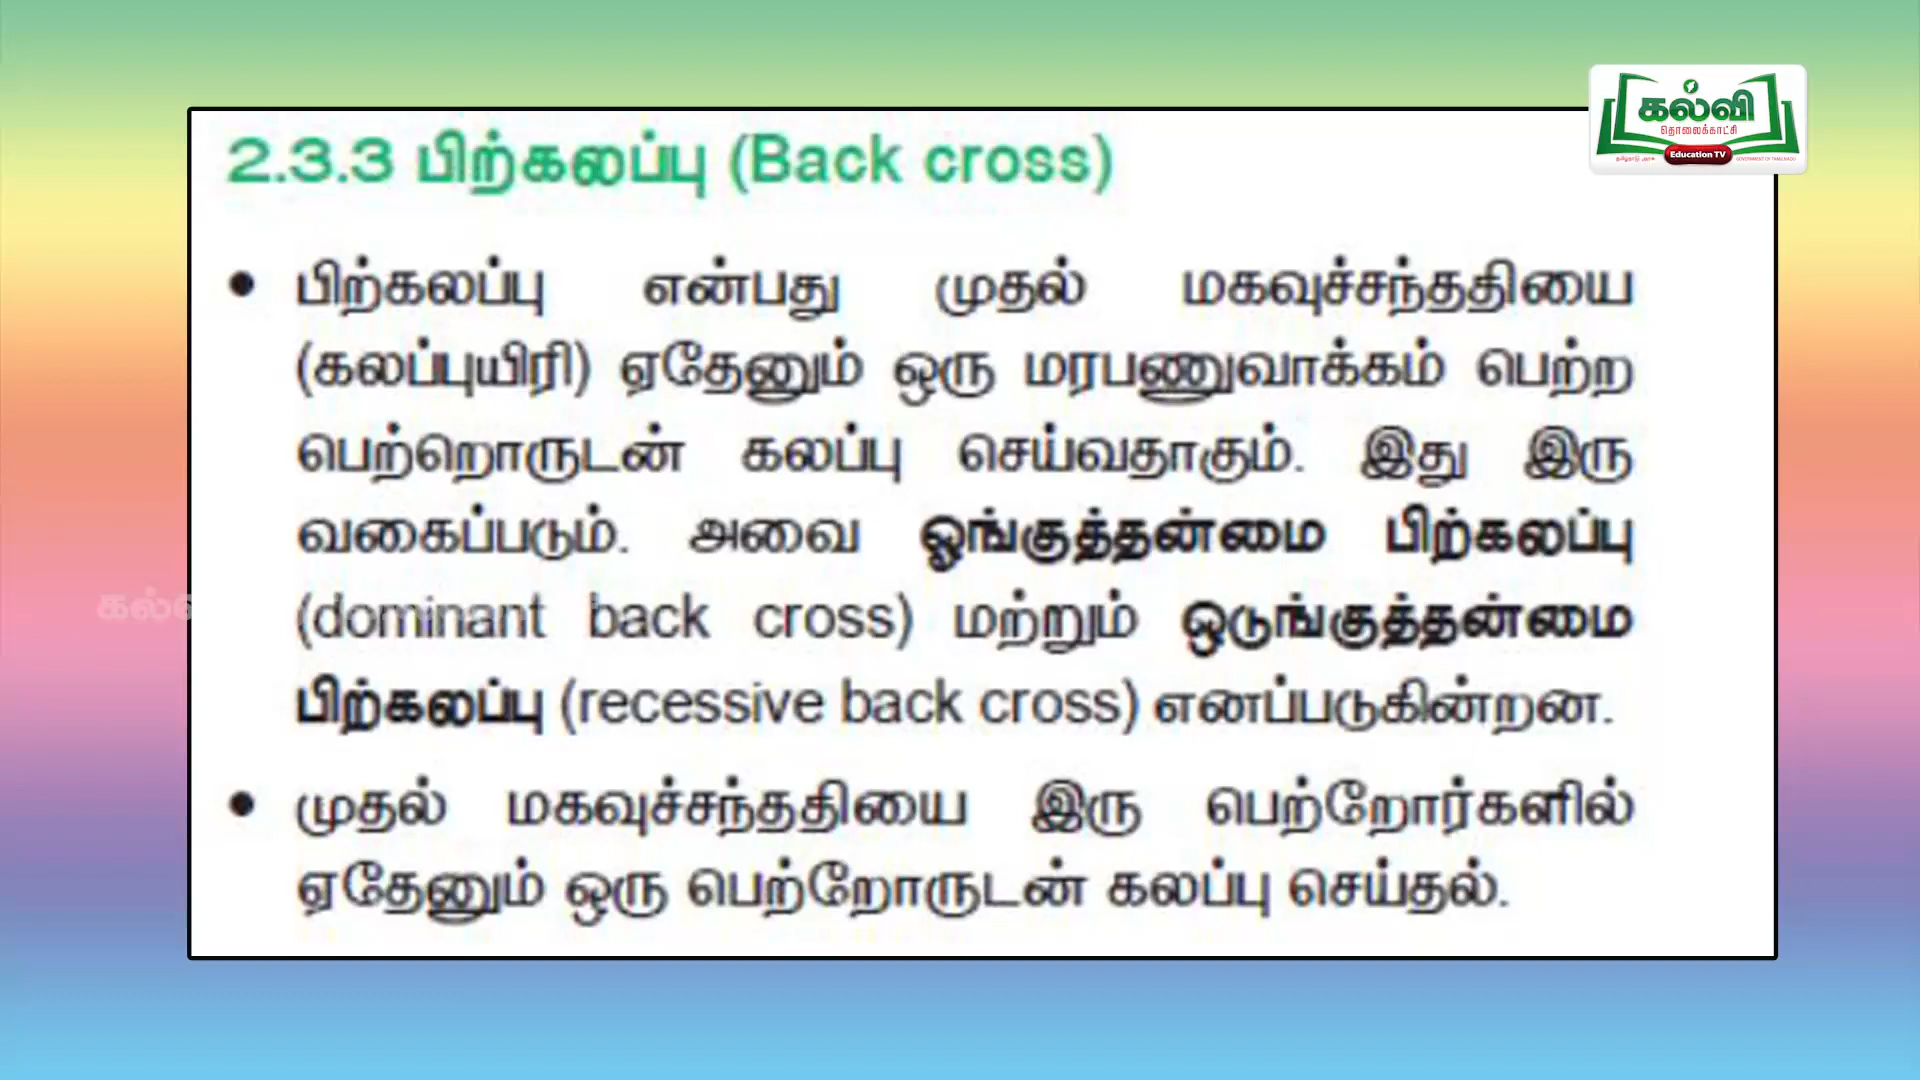 கல்வி
தொலைக்காட்சி
Education TV
2.3.3 பிற்கலப்பு (Back cross)
• பிற்கலப்பு என்பது முதல் மகவுச்சந்ததியை
(கலப்புயிரி) ஏதேனும் ஒரு மரபணுவாக்கம் பெற்ற
பெற்றொருடன் கலப்பு செய்வதாகும். இது இரு
வகைப்படும். அவை ஓங்குத்தன்மை பிற்கலப்பு
(dominant back cross) மற்றும் ஒடுங்குத்தன்மை
பிற்கலப்பு (recessive back cross) எனப்படுகின்றன.
• முதல் மகவுச்சந்ததியை இரு பெற்றோர்களில்
ஏதேனும் ஒரு பெற்றோருடன் கலப்பு செய்தல்.